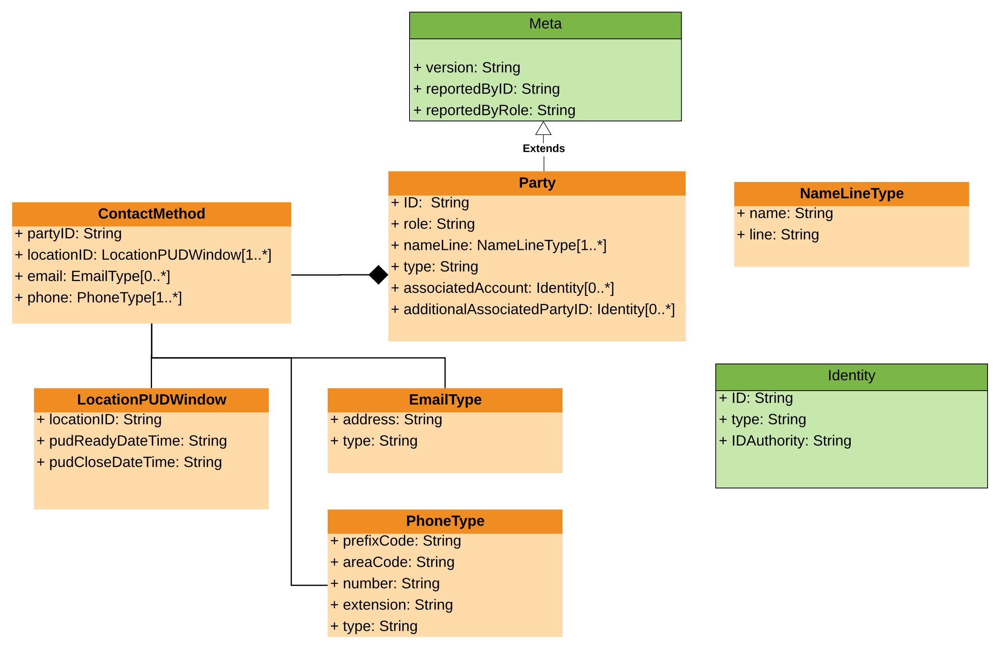 Meta
+ version: String
+ reportedByID: String
+ reportedByRole: String
Extends
Party
+ ID:  String
+ role: String
+ nameLine: NameLineType[1..*]
+ type: String
+ associatedAccount: Identity[0..*]
+ additionalAssociatedPartyID: Identity[0..*]
NameLineType
+ name: String
+ line: String
ContactMethod
+ partyID: String
+ locationID: LocationPUDWindow[1..*]
+ email: EmailType[0..*]
+ phone: PhoneType[1..*]
Identity
+ ID: String
+ type: String
+ IDAuthority: String
LocationPUDWindow
+ locationID: String
+ pudReadyDateTime: String
+ pudCloseDateTime: String
EmailType
+ address: String
+ type: String
PhoneType
+ prefixCode: String
+ areaCode: String
+ number: String
+ extension: String
+ type: String